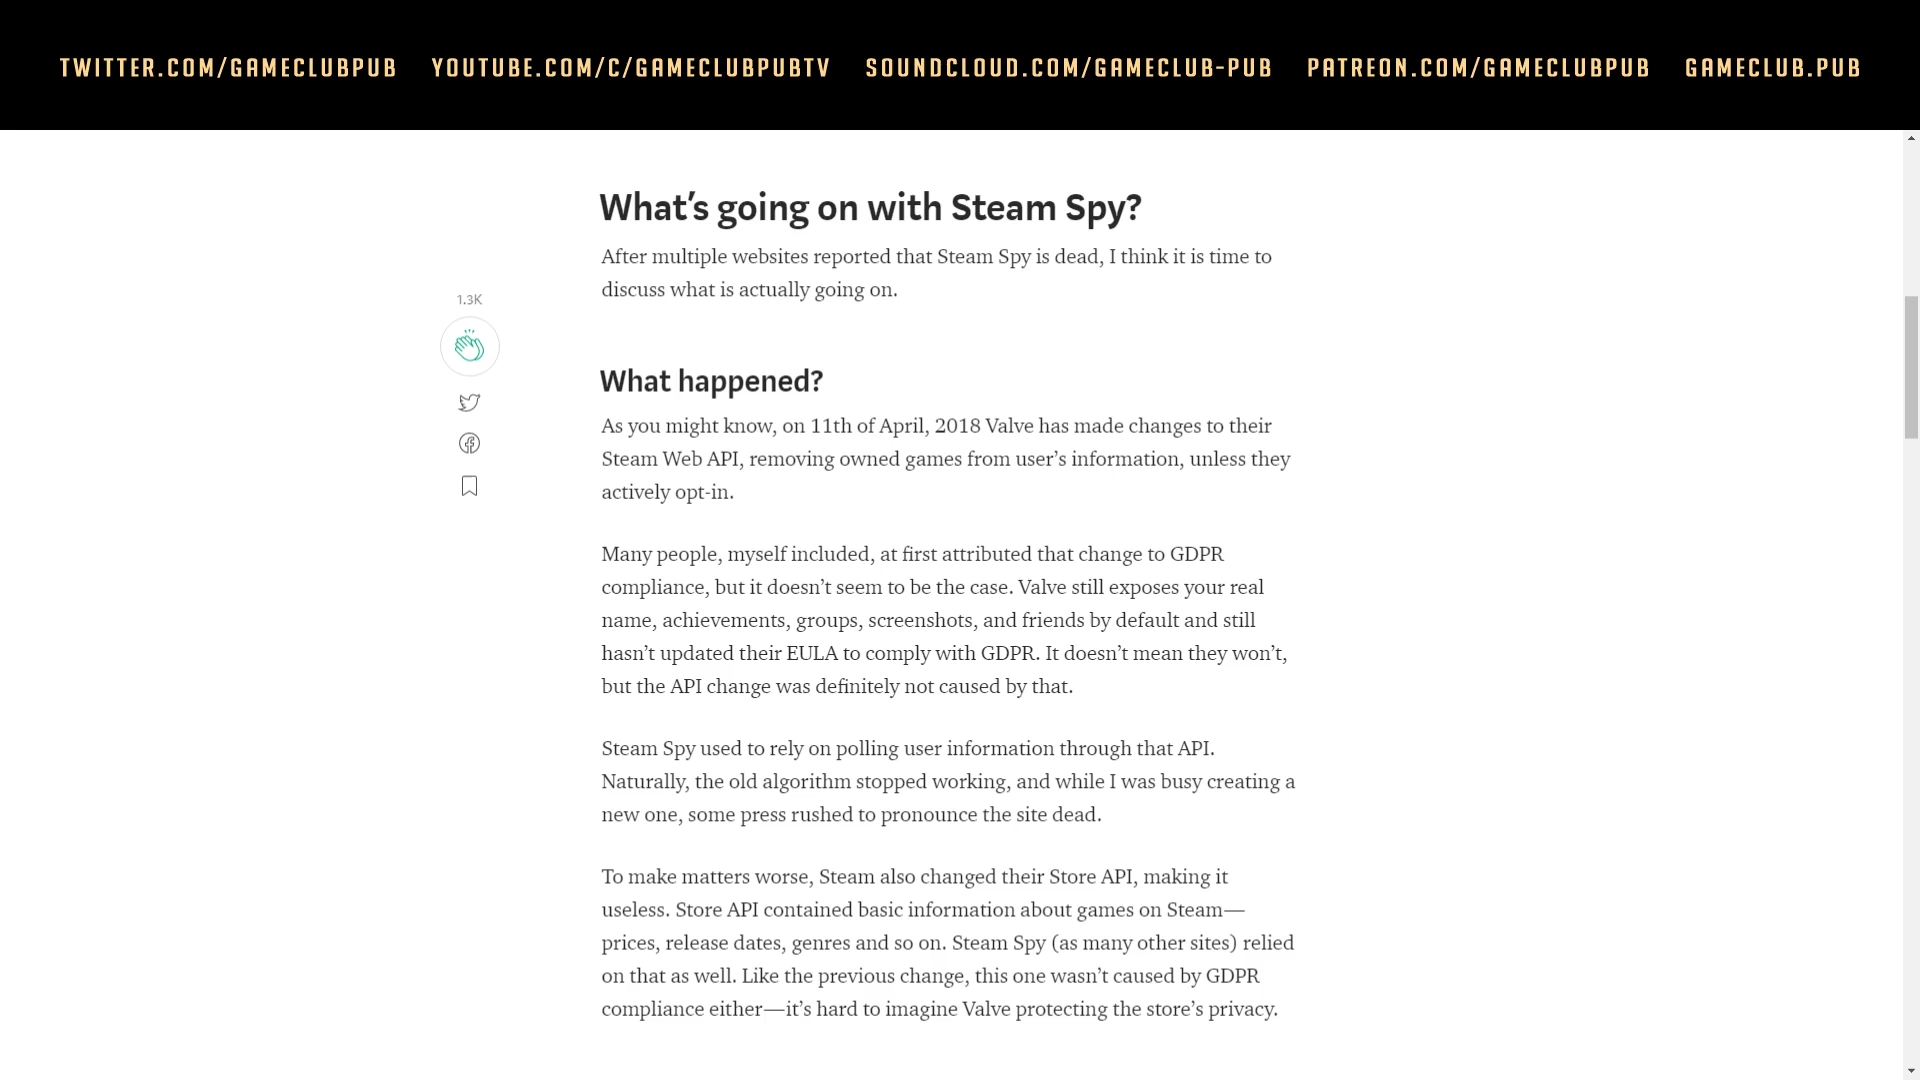 TWITTER.COM/GAMECLUBPUB YOUTUBE.COM/C/GAMECLUBPUBTV SOUNDCLOUD.COM/GAMECLUB-PUB PATREON.COM/GAMECLUBPUB GAMECLUB.PUB
What’s going on with Steam Spy?
After multiple websites reported that Steam Spy is dead, I think it is time to
discuss what is actually going on.
1.3K
What happened?
As you might know, on 11th of April, 2018 Valve has made changes to their
Steam Web API, removing owned games from user’s information, unless they
actively opt-in.
Many people, myself included, at first attributed that change to GDPR
compliance, but it doesn’t seem to be the case. Valve still exposes your real
name, achievements, groups, screenshots, and friends by default and still
hasn’t updated their EULA to comply with GDPR. It doesn’t mean they won’t,
but the API change was definitely not caused by that.
Steam Spy used to rely on polling user information through that API.
Naturally, the old algorithm stopped working, and while I was busy creating a
new one, some press rushed to pronounce the site dead.
To make matters worse, Steam also changed their Store API, making it
useless. Store API contained basic information about games on Steam—
prices, release dates, genres and so on. Steam Spy (as many other sites) relied
on that as well. Like the previous change, this one wasn’t caused by GDPR
compliance either—it’s hard to imagine Valve protecting the store’s privacy.